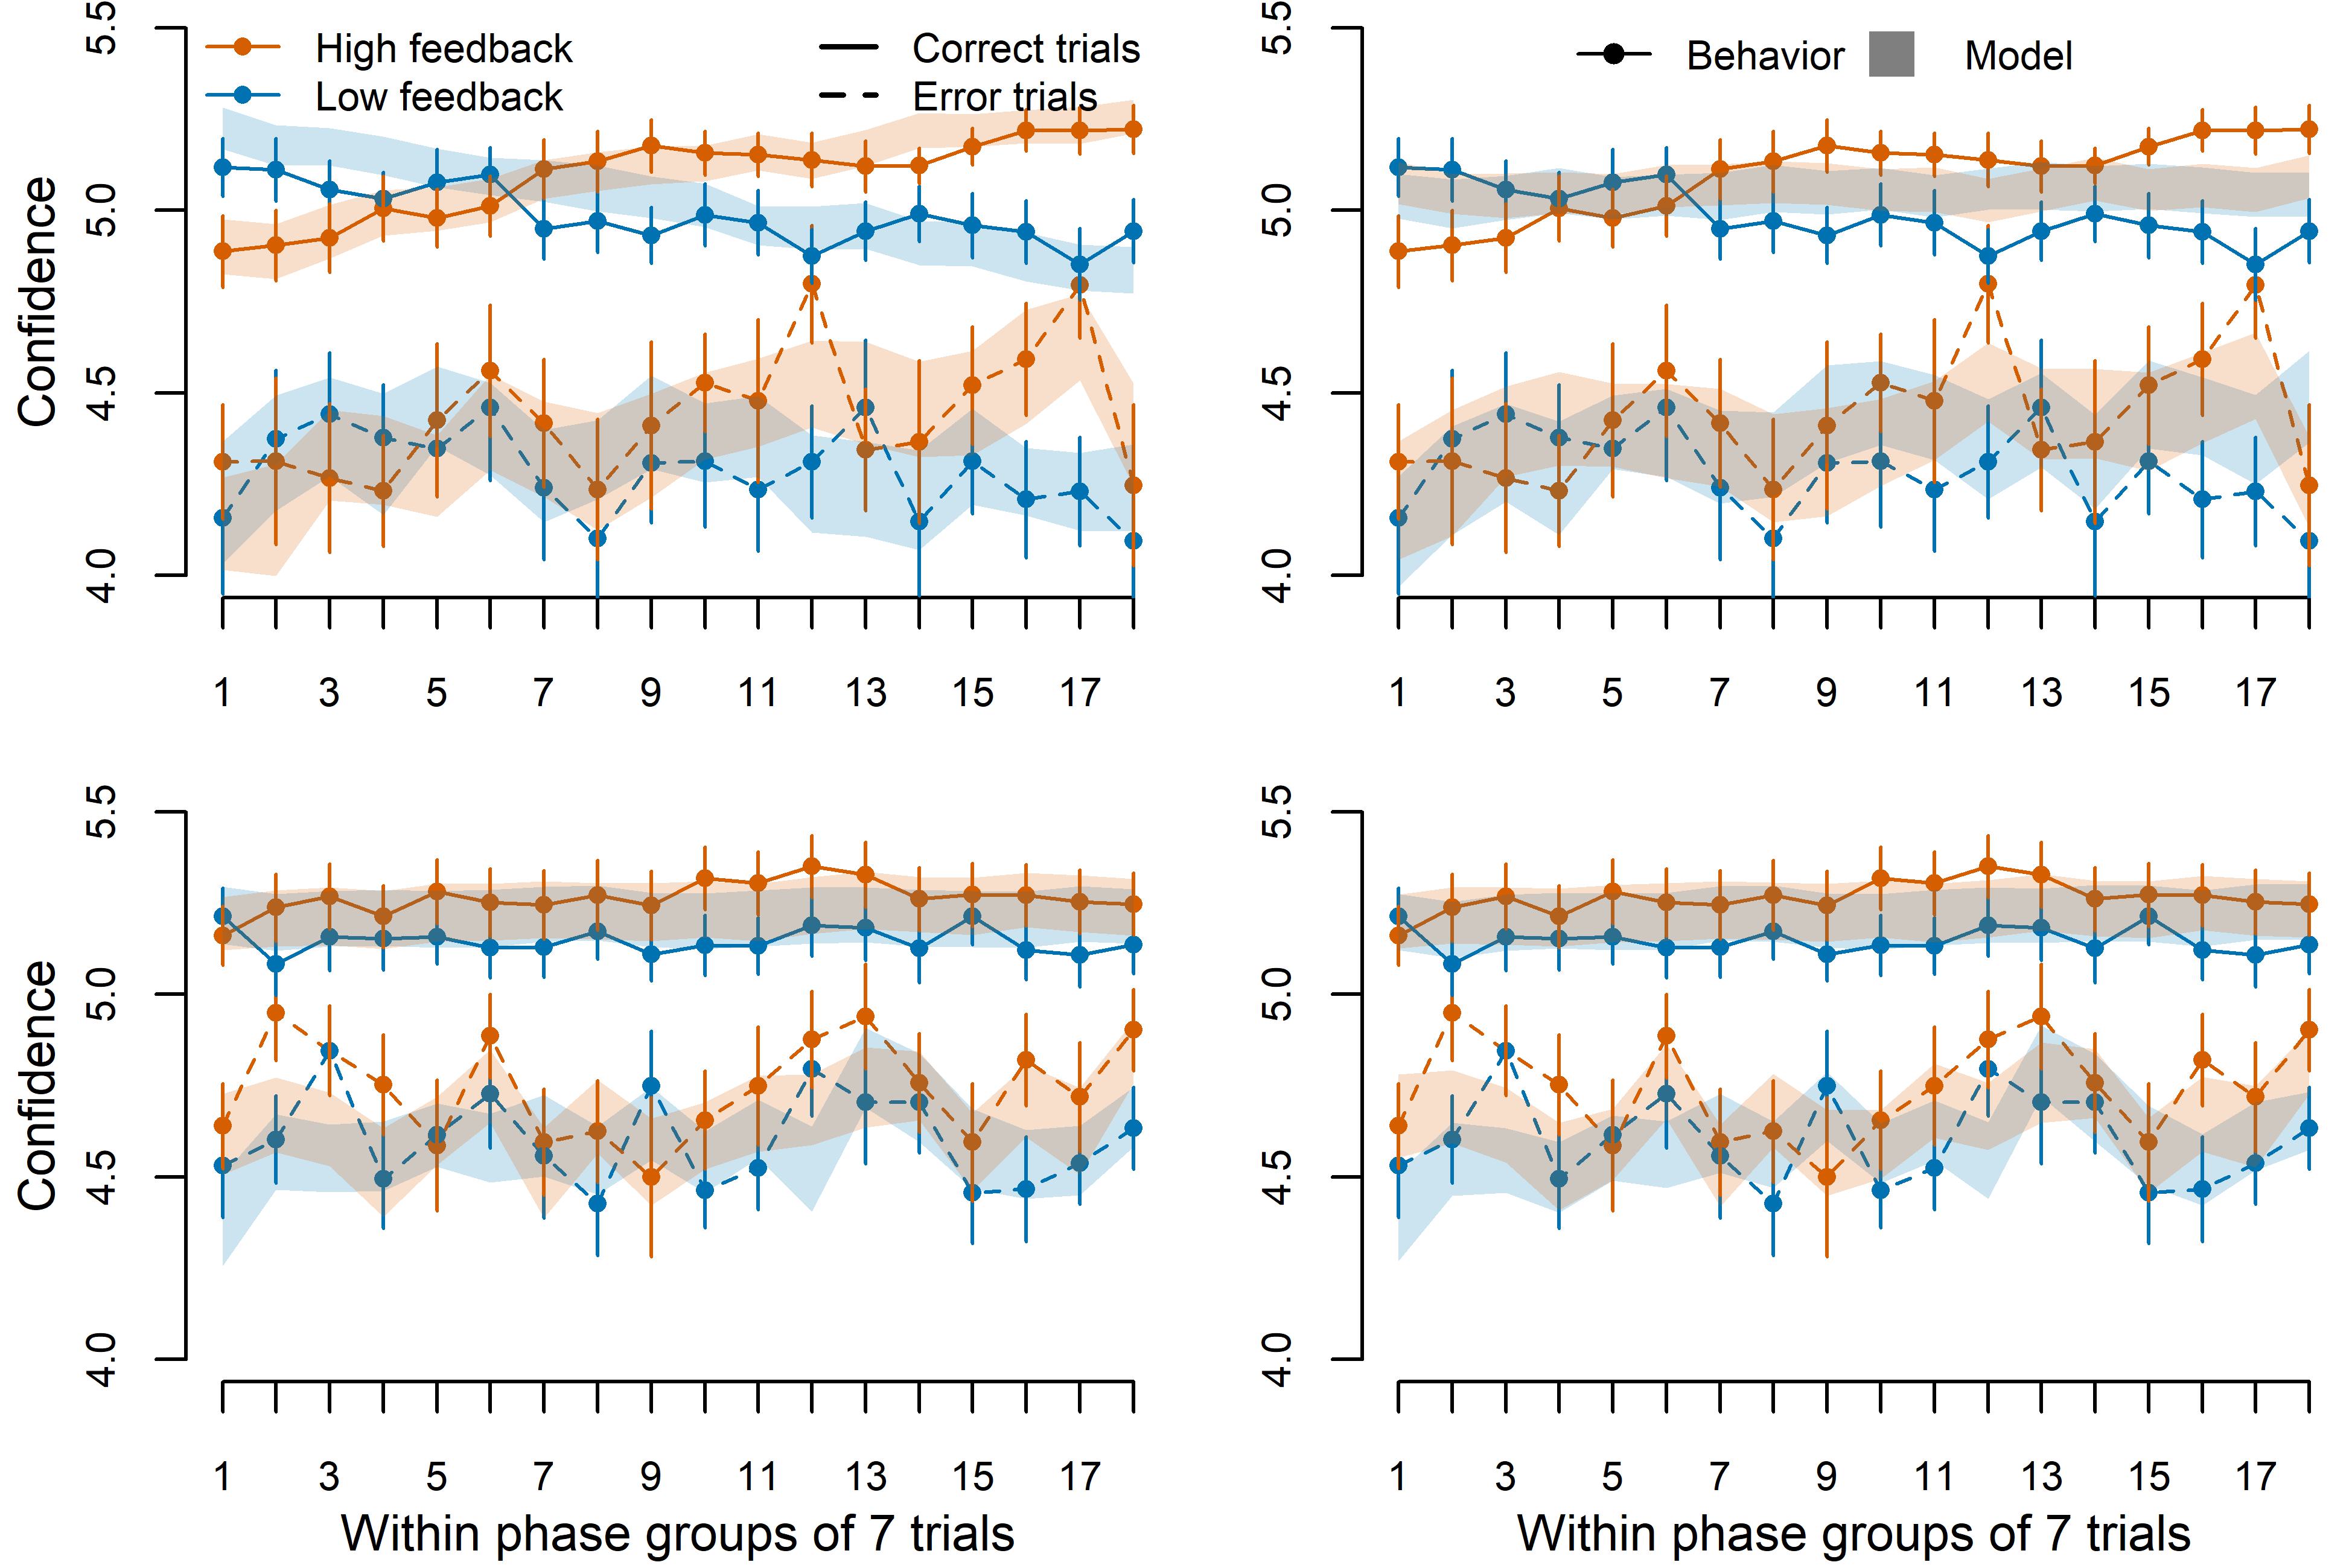 High feedback
Low feedback
Correct trials
Error trials
Confidence
4.0 4.5 5.0 5.5
1 3 5 7 9 11 13 15 17
Behavior
Model
4.0 4.5 5.0 5.5
1 3 5 7 9 11 13 15 17
Confidence
4.0 4.5 5.0 5.5
1 3 5 7 9 11 13 15 17
Within phase groups of 7 trials
4.0 4.5 5.0 5.5
1 3 5 7 9 11 13 15 17
Within phase groups of 7 trials